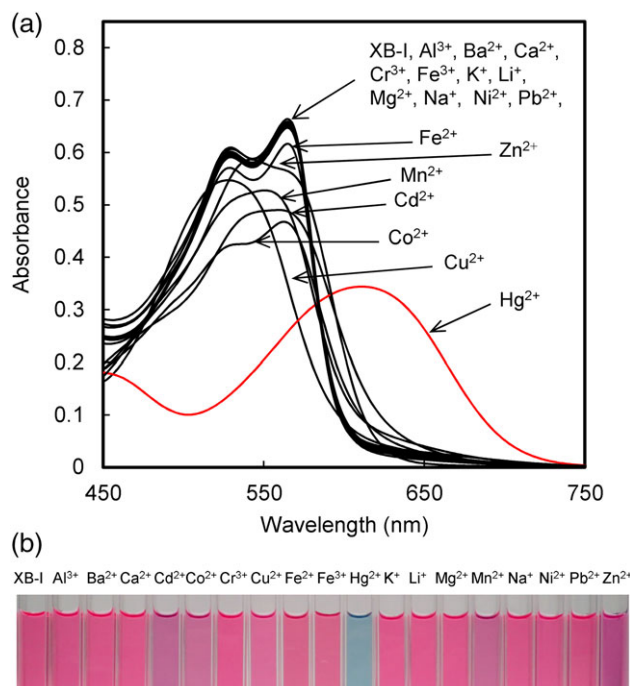 (a)
0.8
XB-I, Al³⁺, Ba²⁺, Ca²⁺,
Cr³⁺, Fe³⁺, K⁺, Li⁺,
Mg²⁺, Na⁺, Ni²⁺, Pb²⁺,
0.7
Fe²⁺
Zn²⁺
0.6
Mn²⁺
Cd²⁺
0.5
Co²⁺
Cu²⁺
0.4
Hg²⁺
0.3
0.2
0.1
0
Absorbance
450
550
650
750
Wavelength (nm)
(b)
XB-I Al³⁺ Ba²⁺ Ca²⁺ Cd²⁺ Co²⁺ Cr³⁺ Cu²⁺ Fe²⁺ Fe³⁺ Hg²⁺ K⁺ Li⁺ Mg²⁺ Mn²⁺ Na⁺ Ni²⁺ Pb²⁺ Zn²⁺